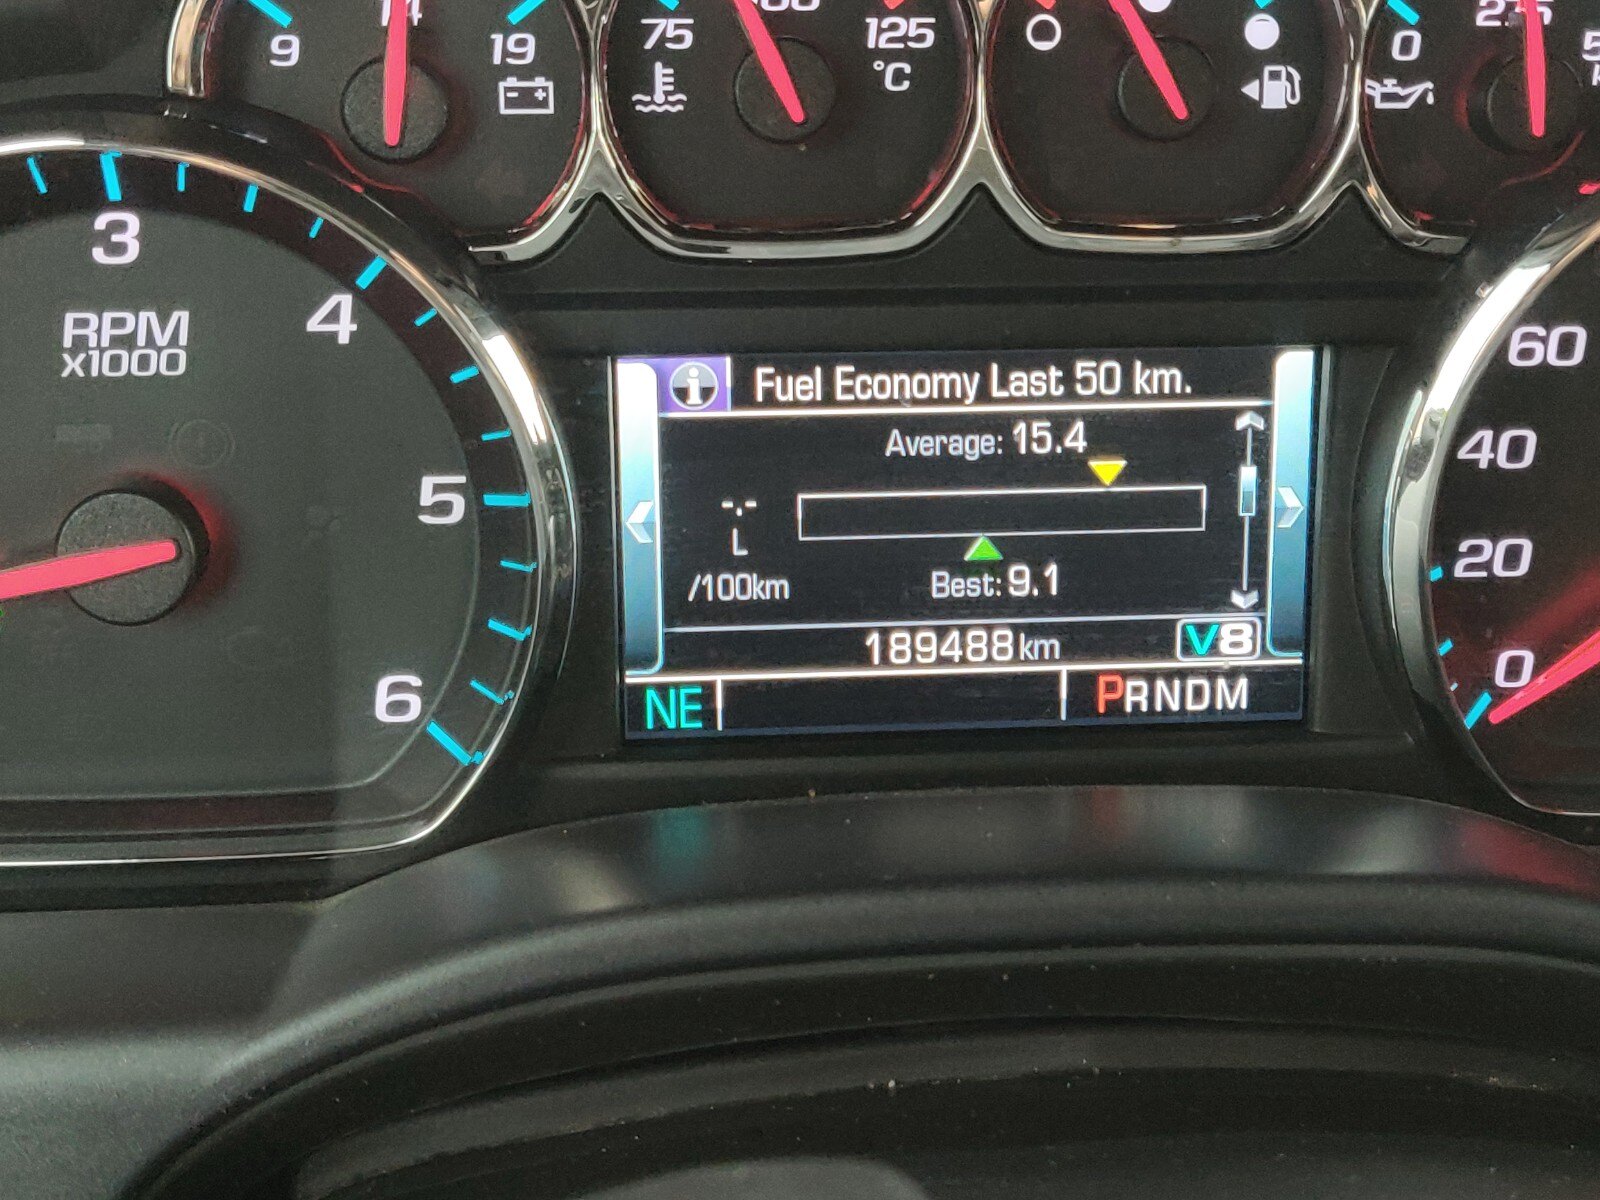 9 14 19
75 125
°C
0
3
RPM
x1000
4
5
6
Fuel Economy Last 50 km.
Average: 15.4
-.-
L
/100km
Best: 9.1
189488 km
V8
NE
PRNDM
60
40
20
0